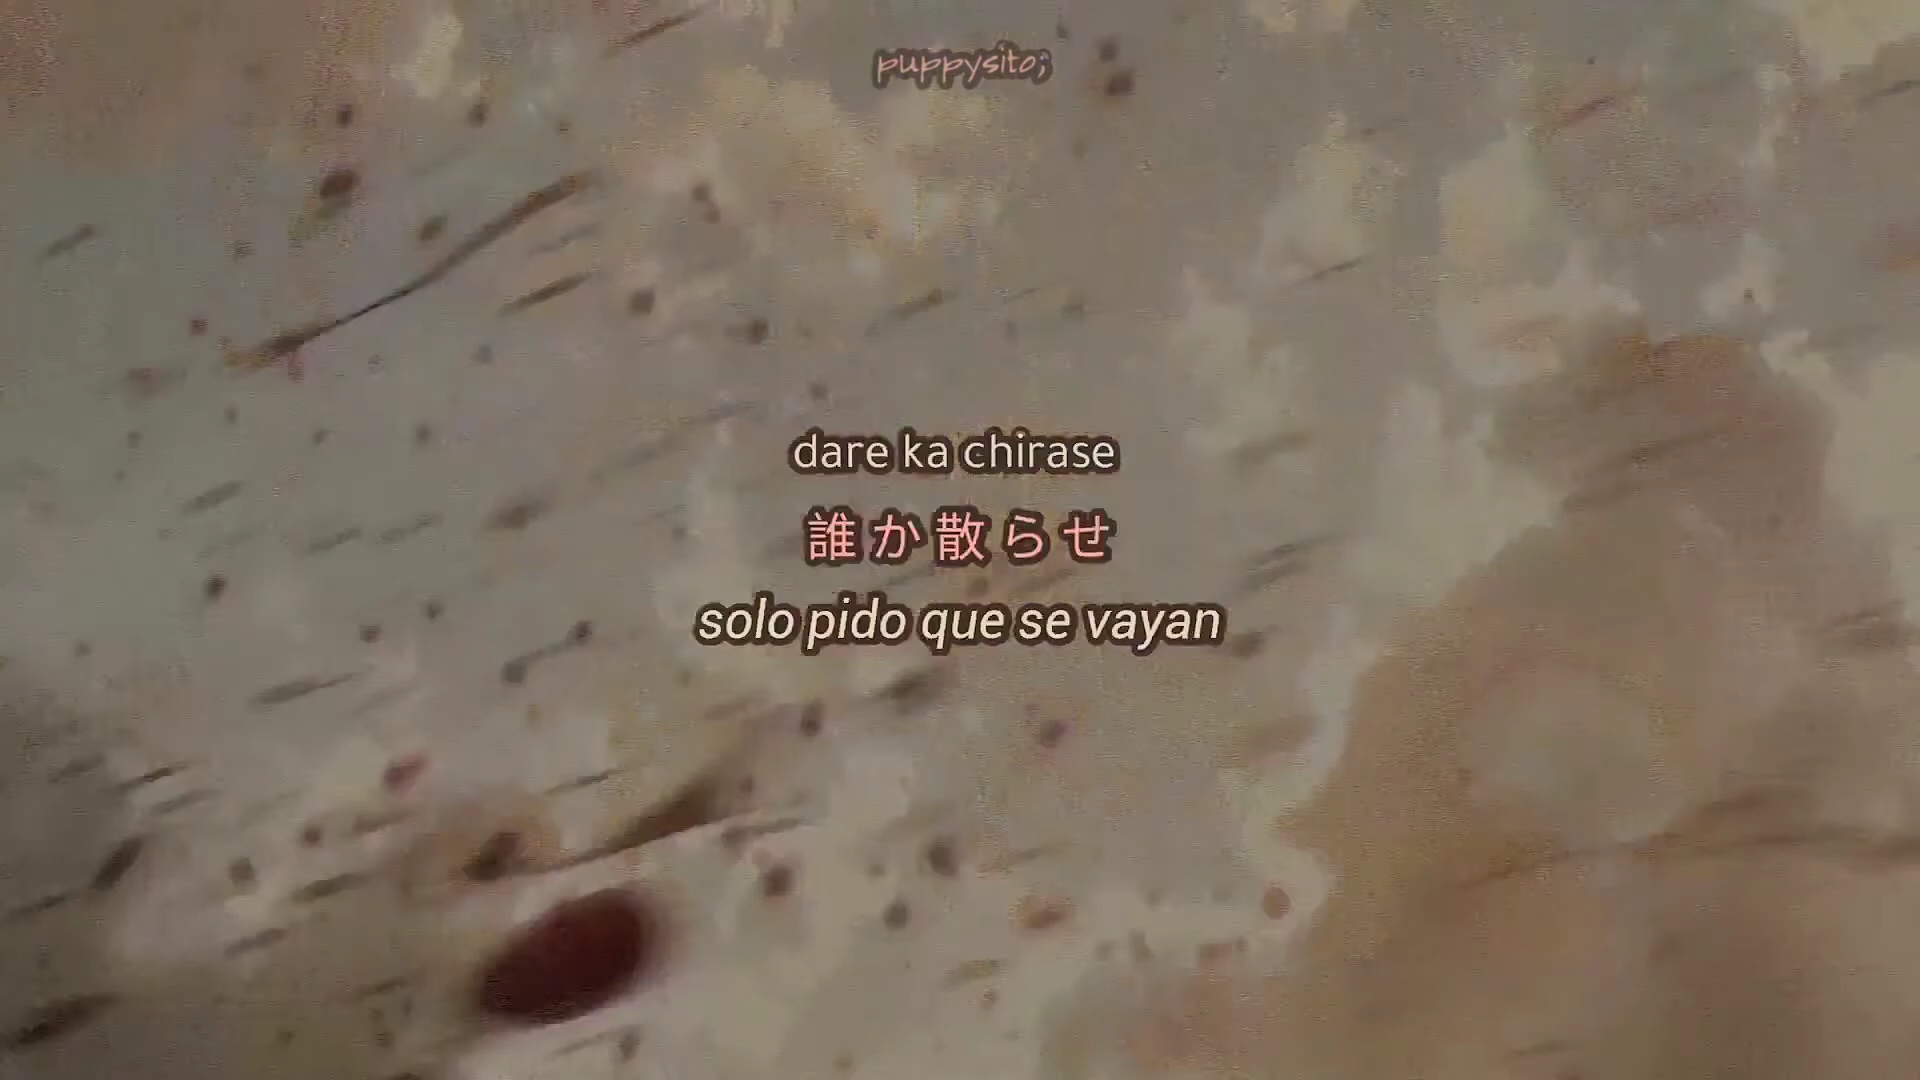 puppysito;
dare ka chirase
誰か散らせ
solo pido que se vayan